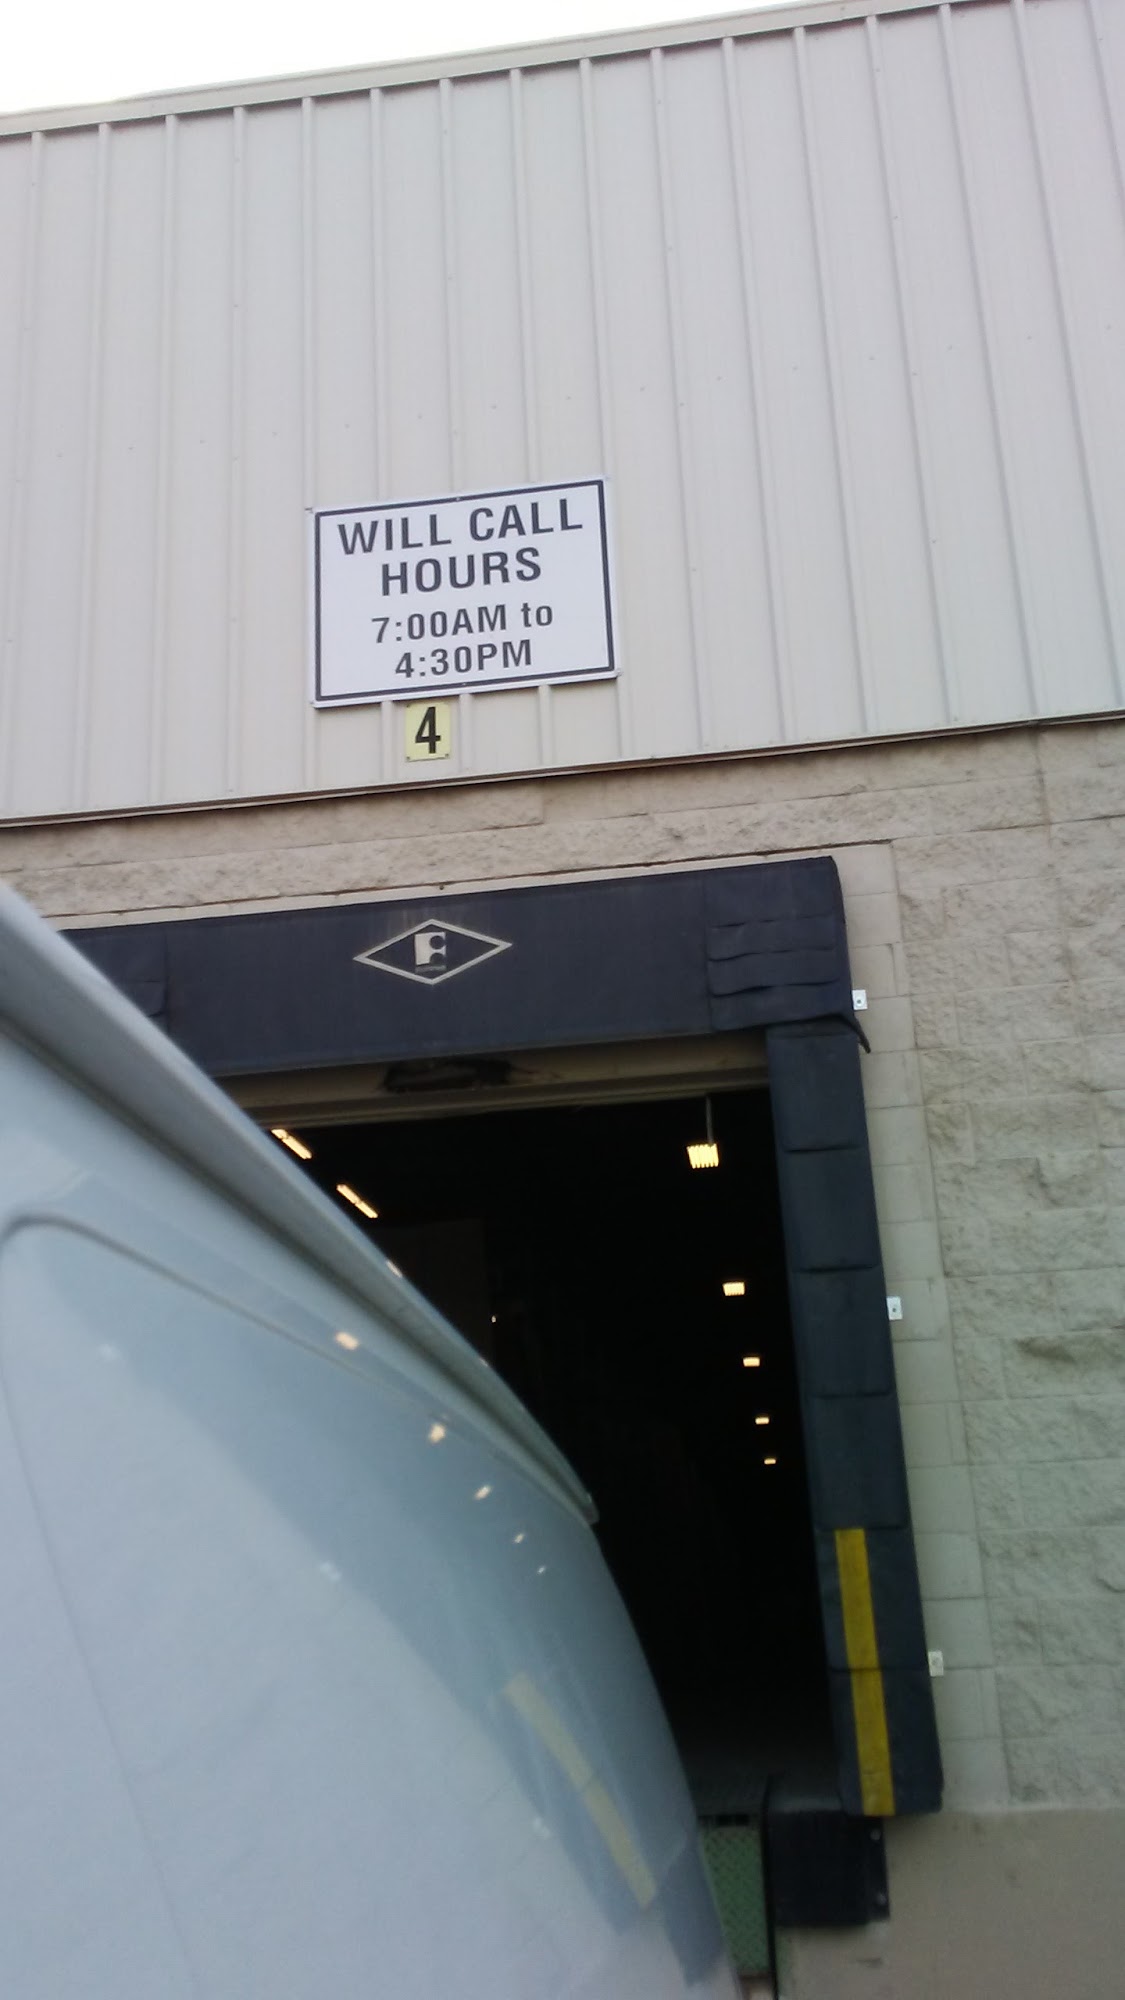 WILL CALL
HOURS
7:00AM to
4:30PM
4
F